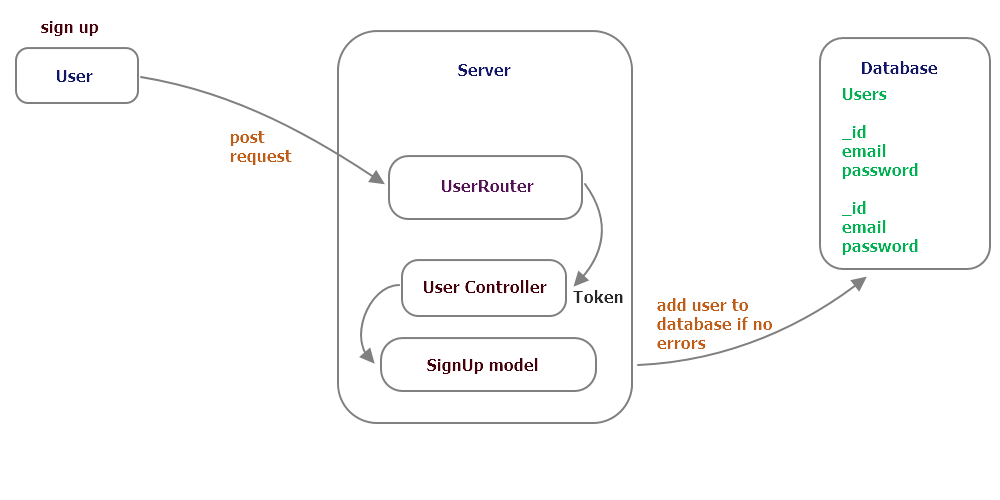 sign up
User
post
request
Server
UserRouter
User Controller
Token
SignUp model
add user to
database if no
errors
Database
Users
_id
email
password
_id
email
password